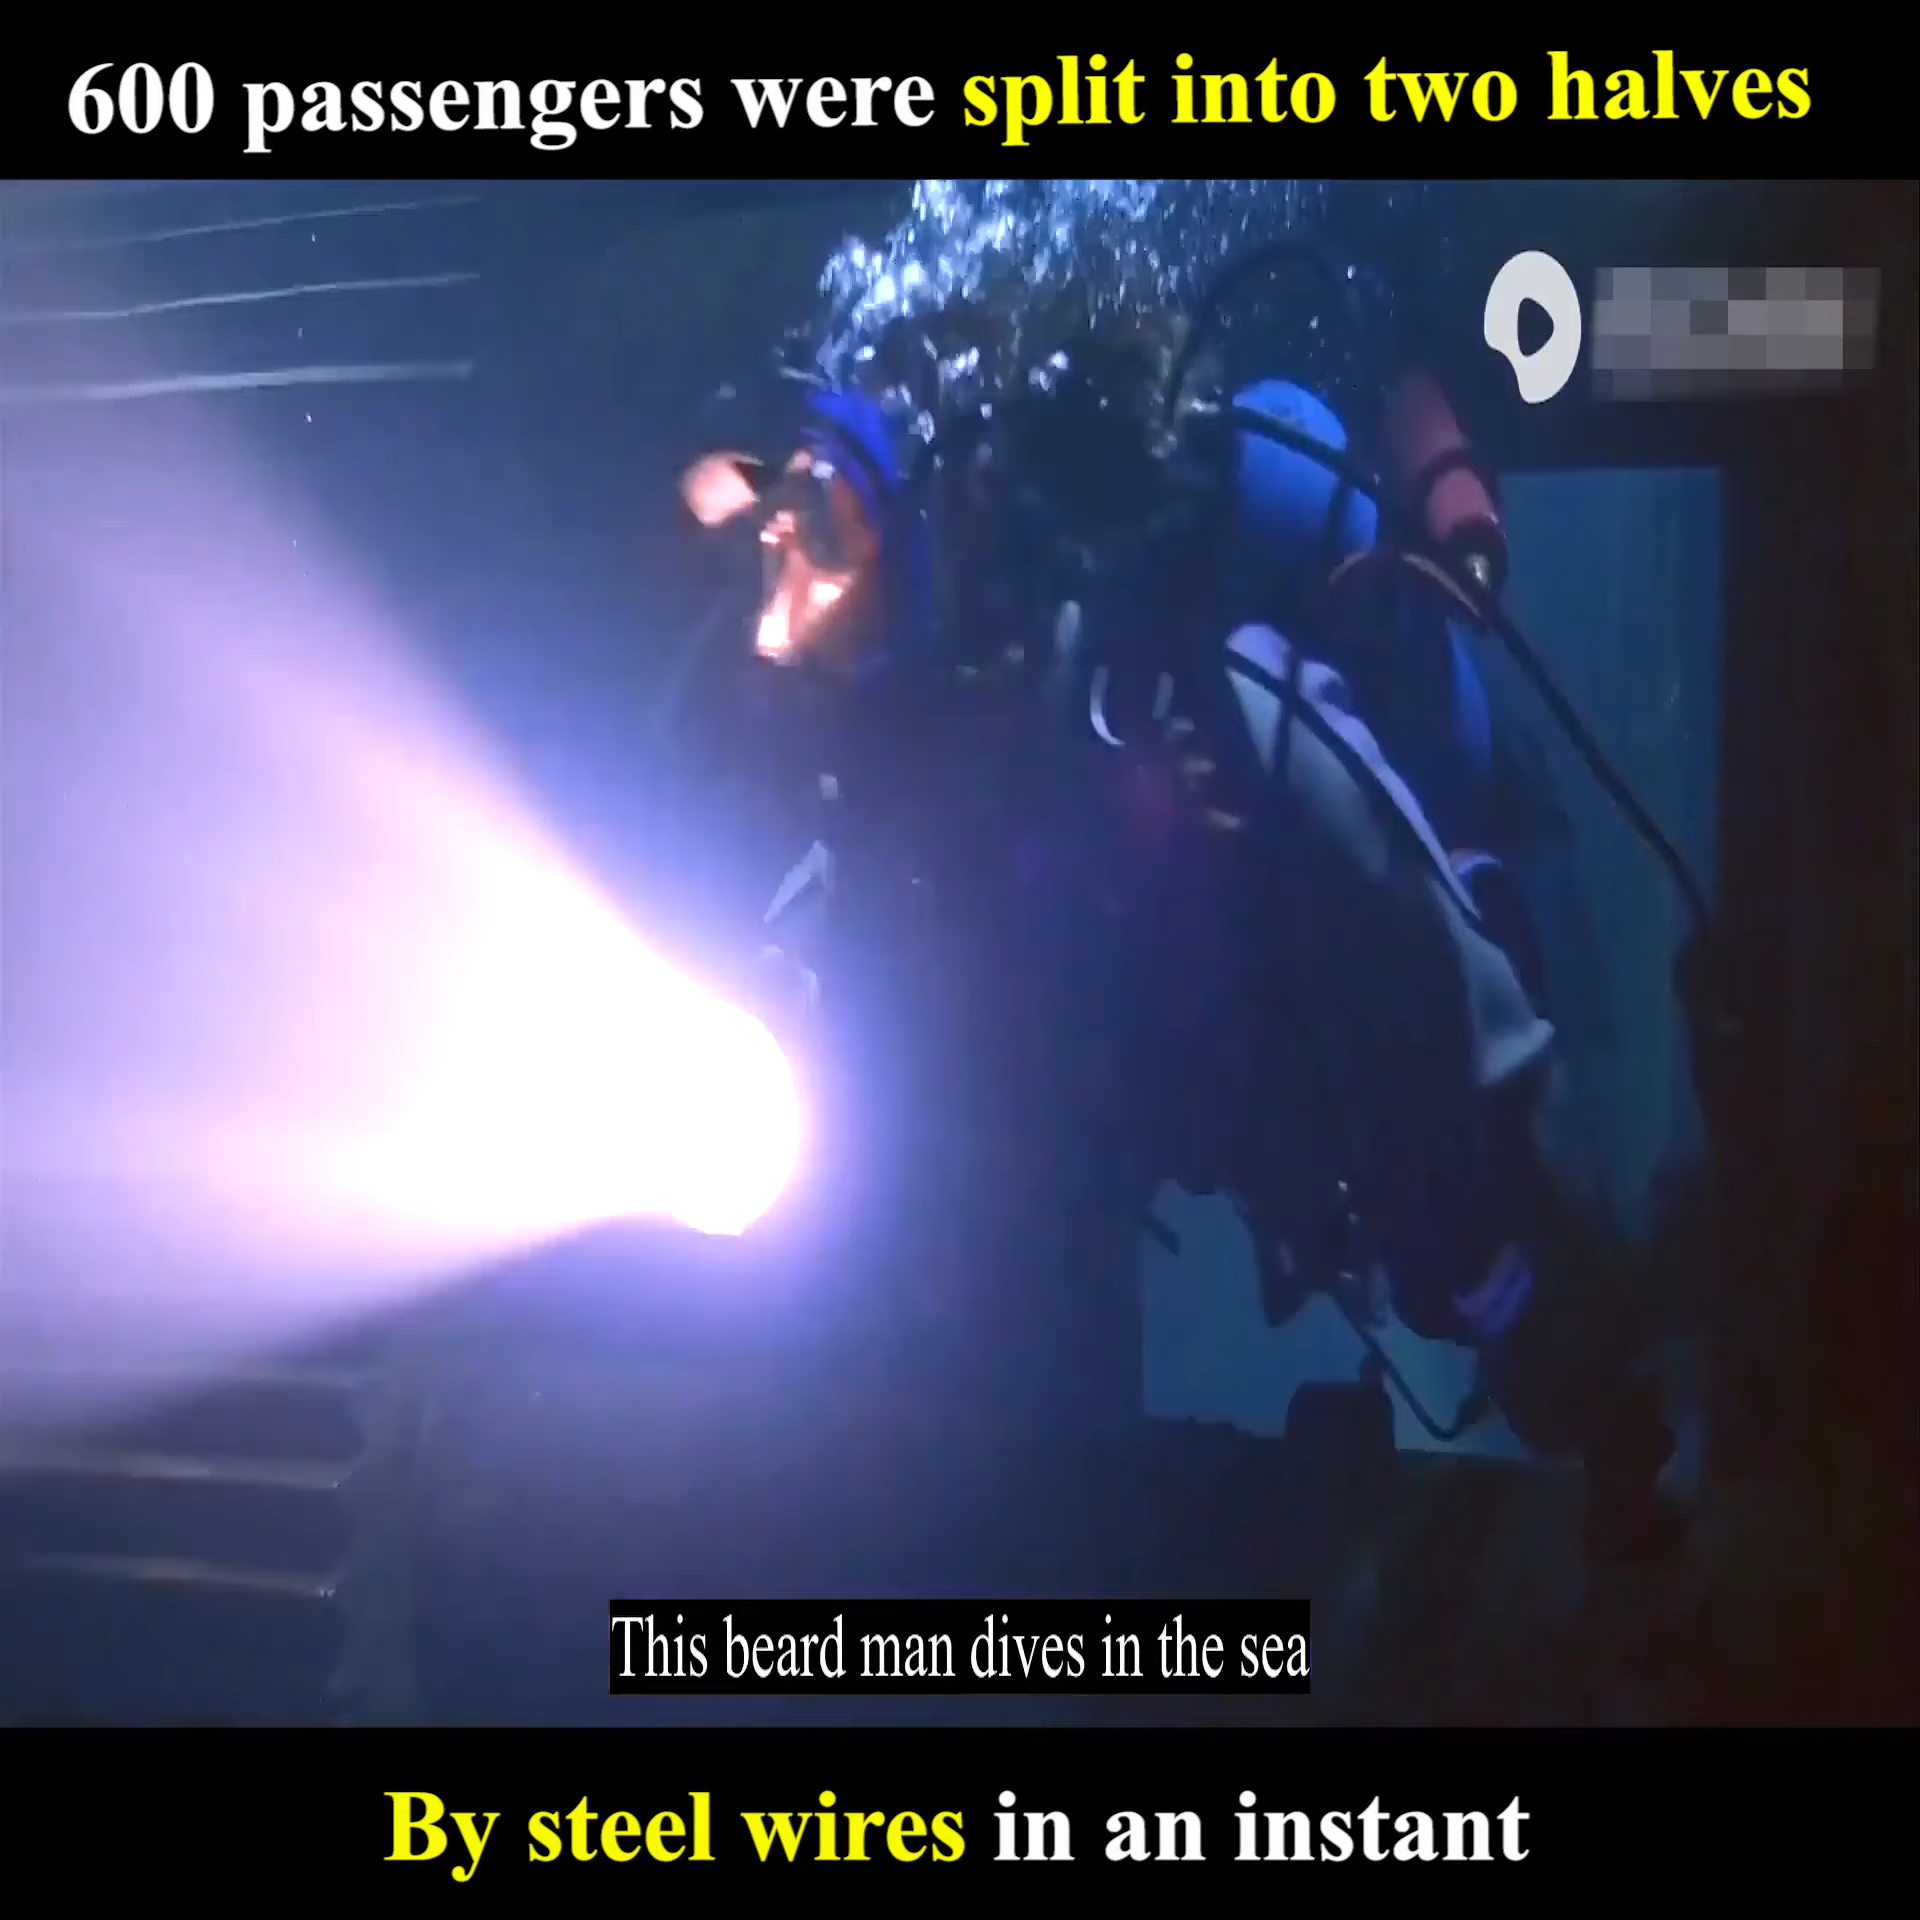 600 passengers were split into two halves
This beard man dives in the sea
By steel wires in an instant